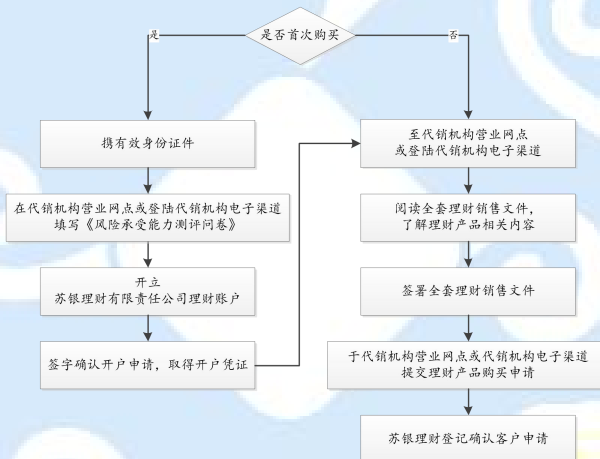 是否首次购买
是
否
携有效身份证件
在代销机构营业网点或登陆代销机构电子渠道
填写《风险承受能力测评问卷》
开立
苏银理财有限责任公司理财账户
签字确认开户申请，取得开户凭证
至代销机构营业网点
或登陆代销机构电子渠道
阅读全套理财销售文件，
了解理财产品相关内容
签署全套理财销售文件
于代销机构营业网点或代销机构电子渠道
提交理财产品购买申请
苏银理财登记确认客户申请